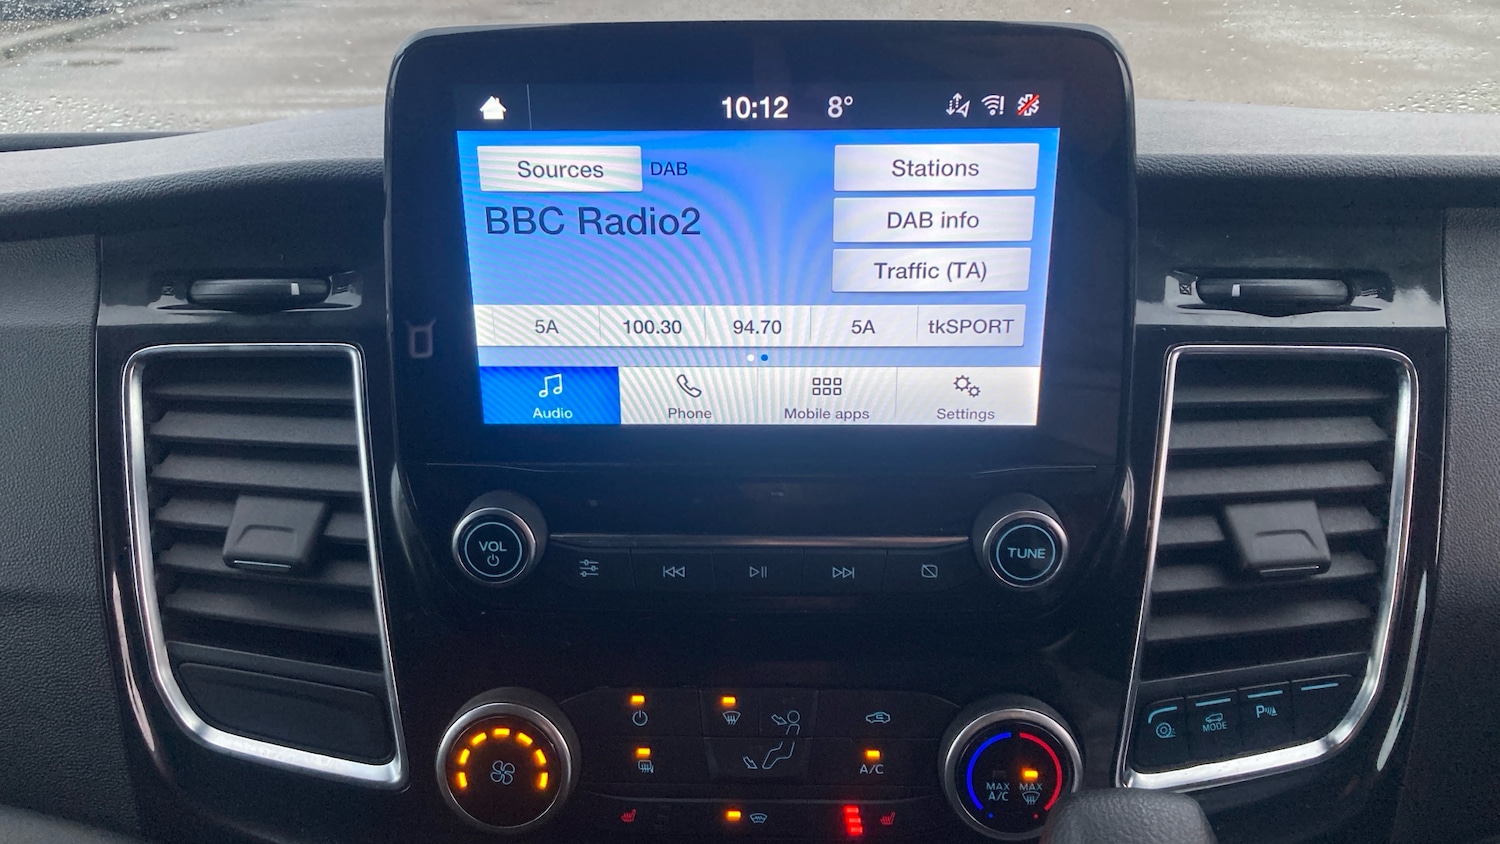 10:12 8°
Sources DAB Stations
BBC Radio2 DAB info
Traffic (TA)
5A 100.30 94.70 5A tkSPORT
Audio Phone Mobile apps Settings
VOL TUNE
MODE P
A/C
MAX A/C MAX